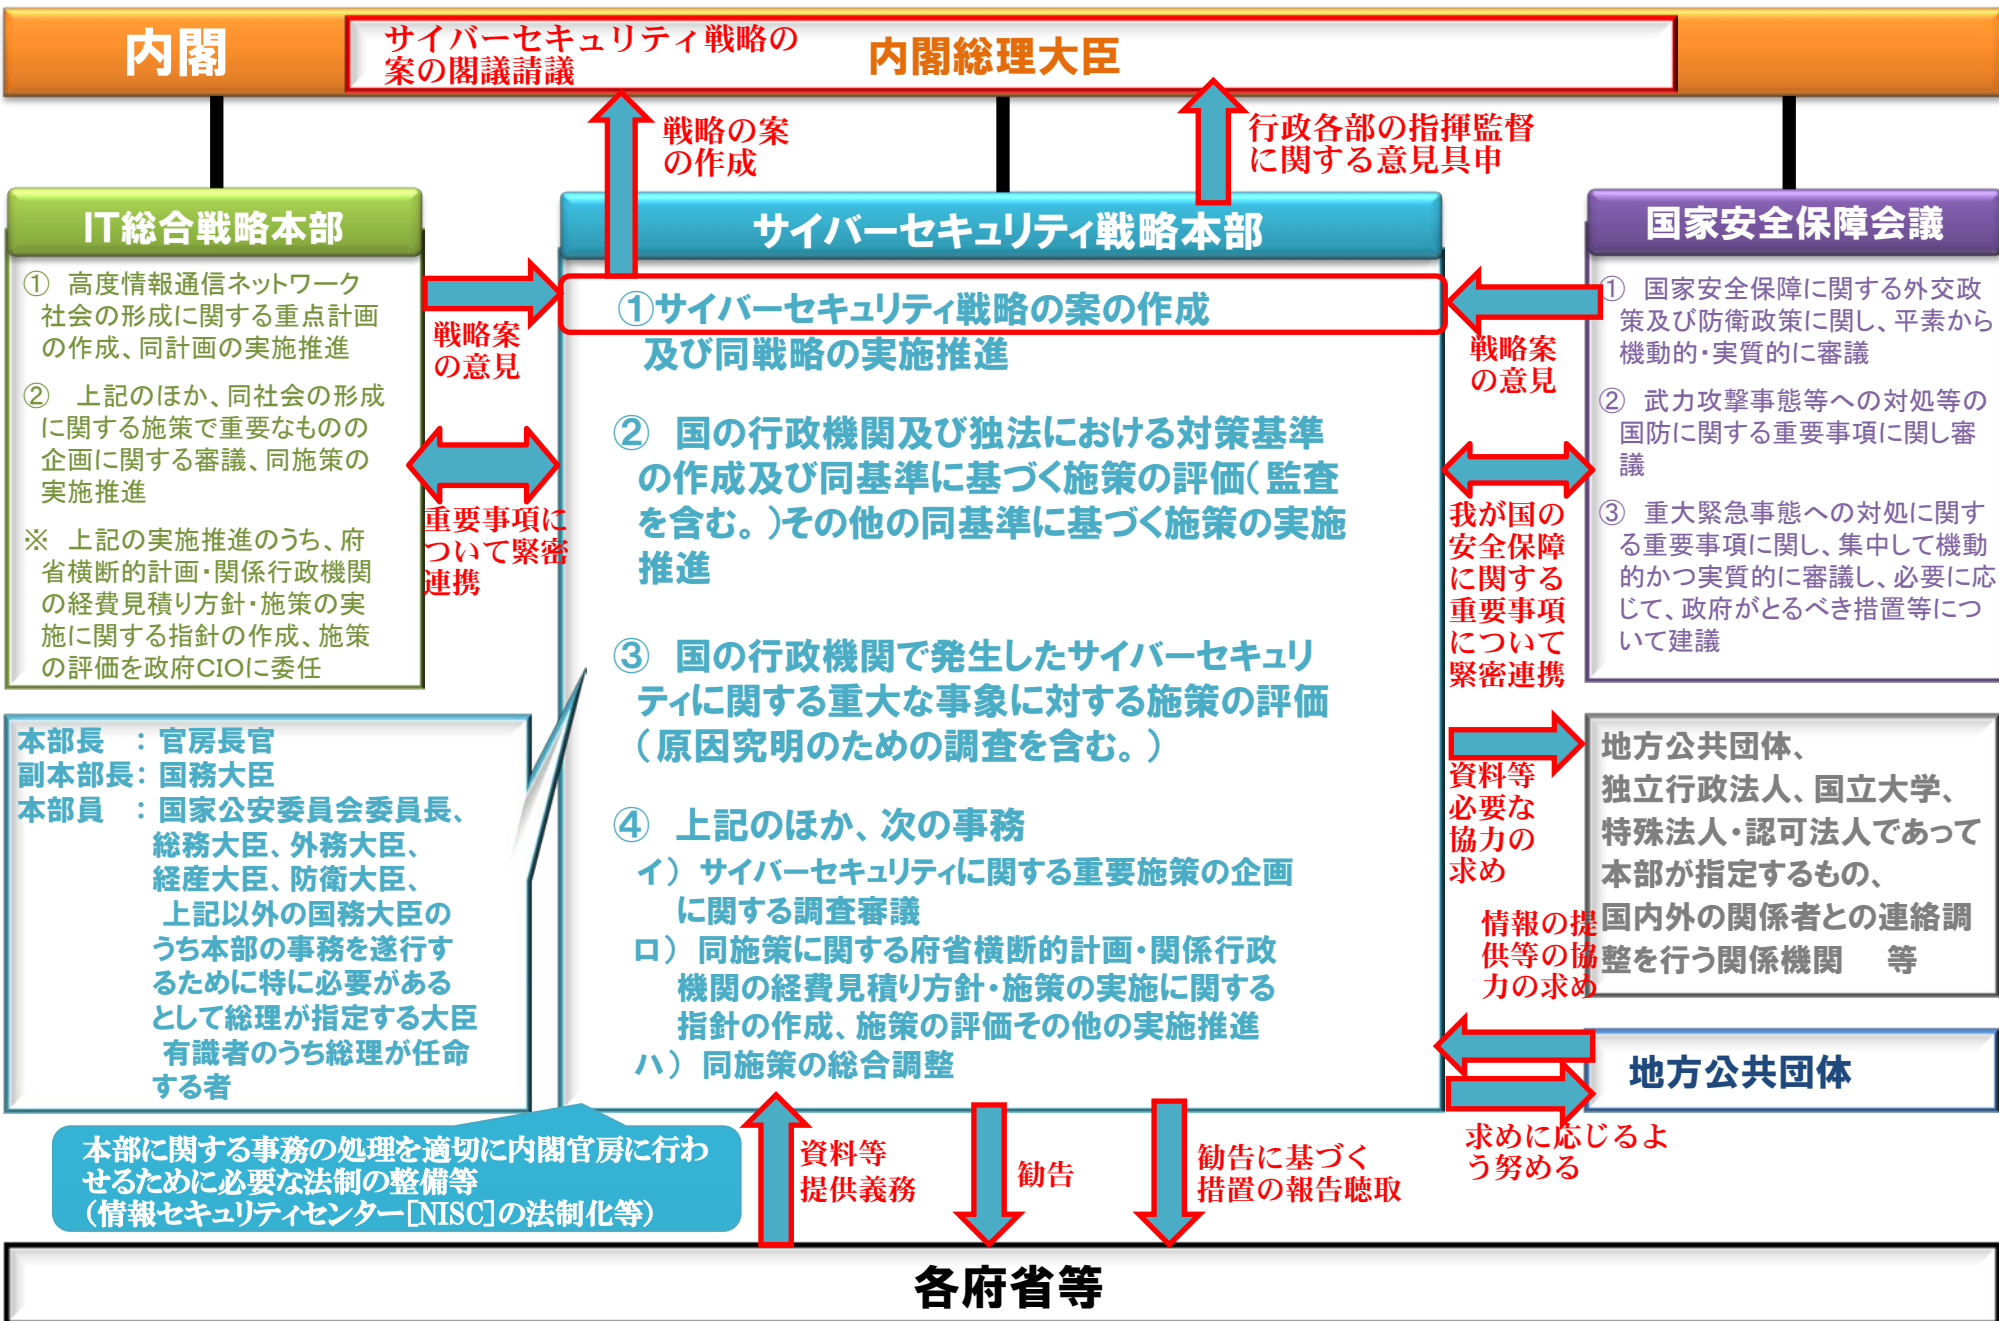 内閣
サイバーセキュリティ戦略の
案の閣議請議
内閣総理大臣
戦略の案
の作成
行政各部の指揮監督
に関する意見具申
IT総合戦略本部
① 高度情報通信ネットワーク
社会の形成に関する重点計画
の作成、同計画の実施推進
② 上記のほか、同社会の形成
に関する施策で重要なものの
企画に関する審議、同施策の
実施推進
※ 上記の実施推進のうち、府
省横断的計画・関係行政機関
の経費見積り方針・施策の実
施に関する指針の作成、施策
の評価を政府CIOに委任
戦略案
の意見
重要事項に
ついて緊密
連携
サイバーセキュリティ戦略本部
①サイバーセキュリティ戦略の案の作成
及び同戦略の実施推進
② 国の行政機関及び独法における対策基準
の作成及び同基準に基づく施策の評価(監査
を含む。)その他の同基準に基づく施策の実施
推進
③ 国の行政機関で発生したサイバーセキュリ
ティに関する重大な事象に対する施策の評価
(原因究明のための調査を含む。)
④ 上記のほか、次の事務
イ) サイバーセキュリティに関する重要施策の企画
に関する調査審議
ロ) 同施策に関する府省横断的計画・関係行政
機関の経費見積り方針・施策の実施に関する
指針の作成、施策の評価その他の実施推進
ハ) 同施策の総合調整
戦略案
の意見
我が国の
安全保障
に関する
重要事項
について
緊密連携
国家安全保障会議
① 国家安全保障に関する外交政
策及び防衛政策に関し、平素から
機動的・実質的に審議
② 武力攻撃事態等への対処等の
国防に関する重要事項に関し審
議
③ 重大緊急事態への対処に関す
る重要事項に関し、集中して機動
的かつ実質的に審議し、必要に応
じて、政府がとるべき措置等につ
いて建議
本部長 : 官房長官
副本部長: 国務大臣
本部員 : 国家公安委員会委員長、
総務大臣、外務大臣、
経産大臣、防衛大臣、
上記以外の国務大臣の
うち本部の事務を遂行す
るために特に必要がある
として総理が指定する大臣
有識者のうち総理が任命
する者
資料等
必要な
協力の
求め
地方公共団体、
独立行政法人、国立大学、
特殊法人・認可法人であって
本部が指定するもの、
国内外の関係者との連絡調
整を行う関係機関 等
情報の提
供等の協
力の求め
地方公共団体
求めに応じるよ
う努める
本部に関する事務の処理を適切に内閣官房に行わ
せるために必要な法制の整備等
(情報セキュリティセンター[NISC]の法制化等)
資料等
提供義務
勧告
勧告に基づく
措置の報告聴取
各府省等